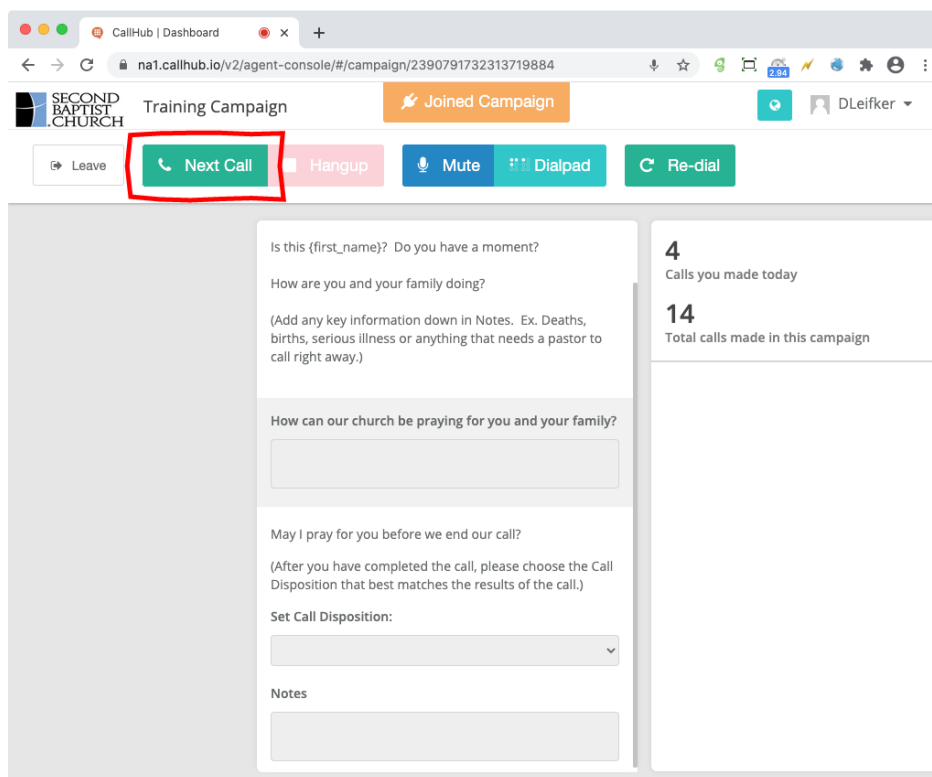 CallHub | Dashboard
na1.callhub.io/v2/agent-console/#/campaign/2390791732313719884
2.94
SECOND
BAPTIST
.CHURCH
Training Campaign
Joined Campaign
DLeifker
Leave
Next Call
Hangup
Mute
Dialpad
Re-dial
Is this {first_name}? Do you have a moment?
How are you and your family doing?
(Add any key information down in Notes. Ex. Deaths,
births, serious illness or anything that needs a pastor to
call right away.)
How can our church be praying for you and your family?
May I pray for you before we end our call?
(After you have completed the call, please choose the Call
Disposition that best matches the results of the call.)
Set Call Disposition:
Notes
4
Calls you made today
14
Total calls made in this campaign